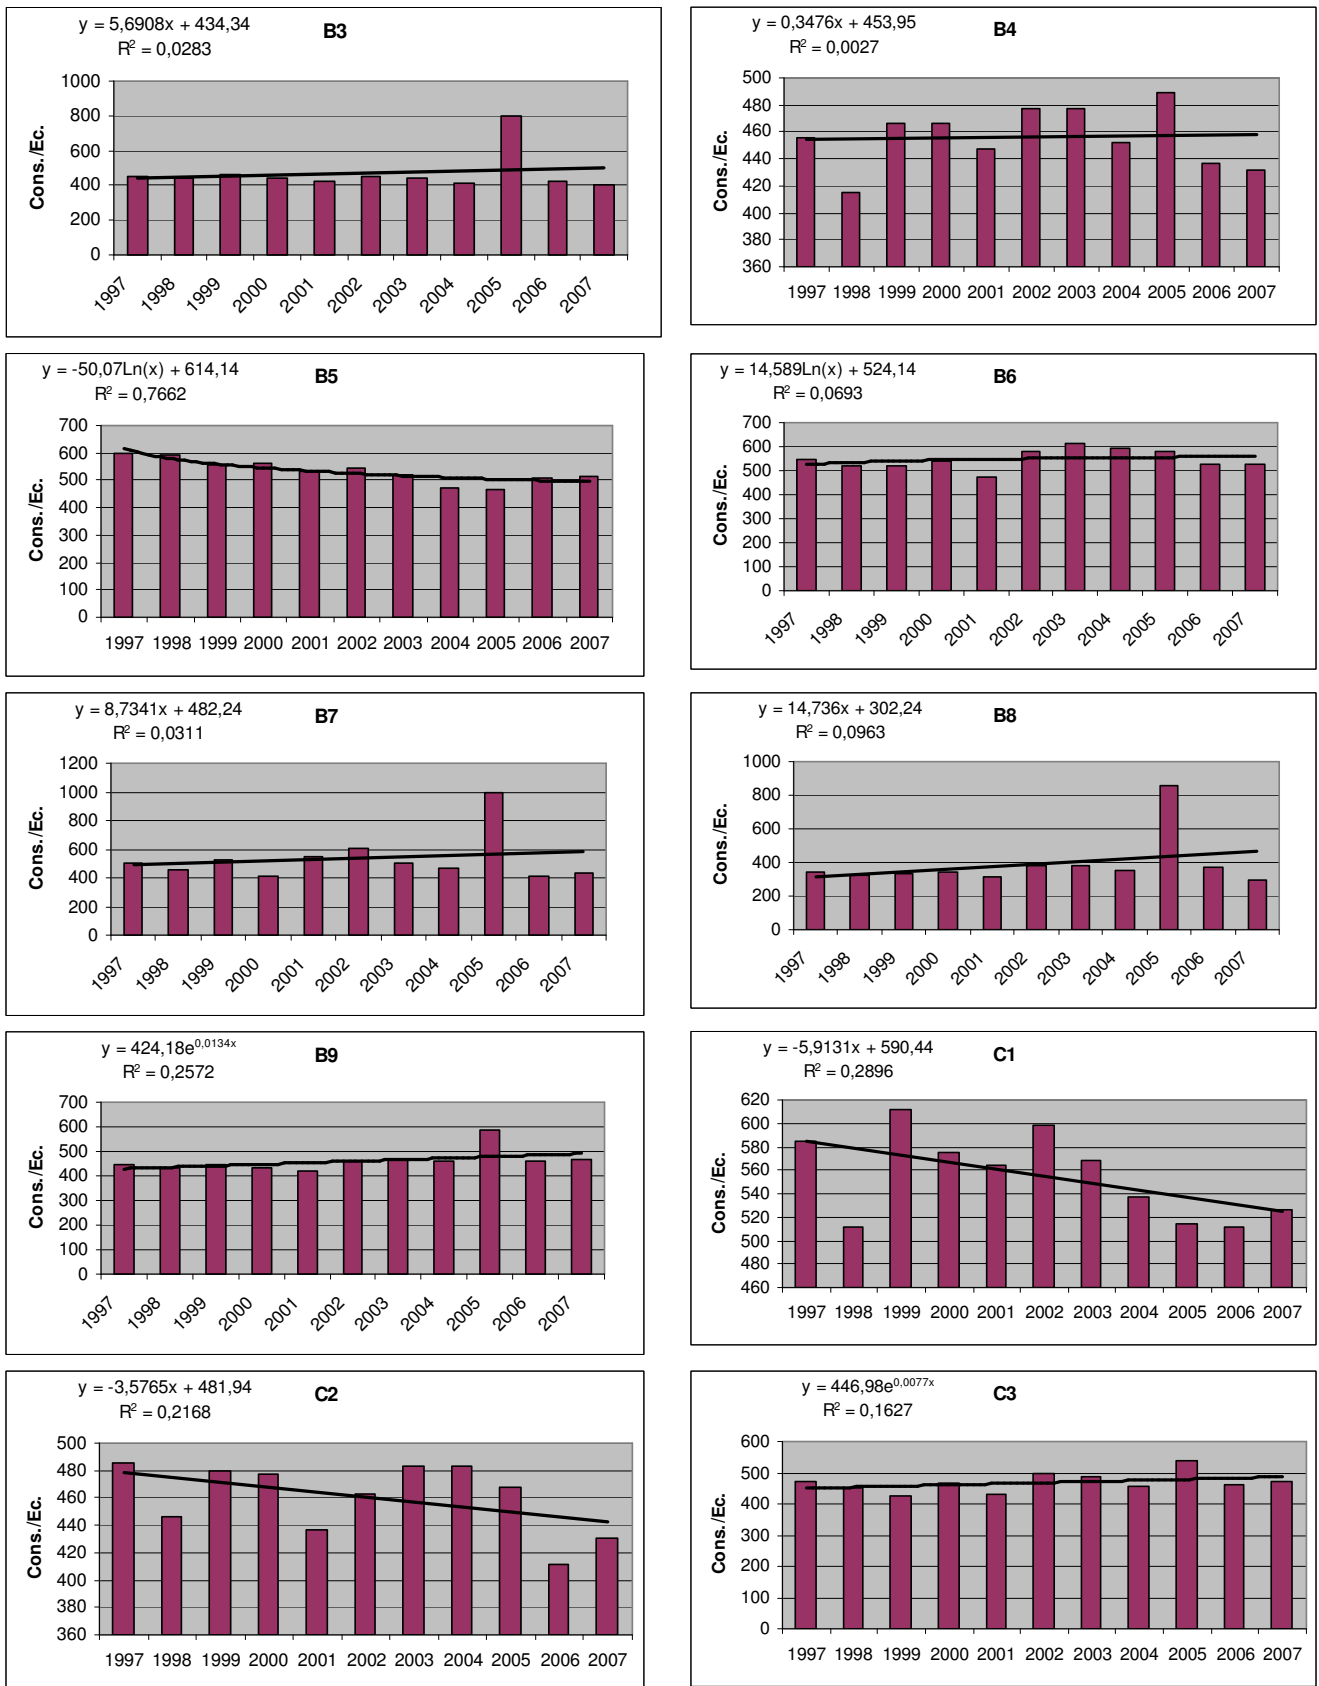 y = 5,6908x + 434,34
R² = 0,0283
B3
Cons./Ec.
1000
800
600
400
200
0
1997 1998 1999 2000 2001 2002 2003 2004 2005 2006 2007
y = 0,3476x + 453,95
R² = 0,0027
B4
Cons./Ec.
500
480
460
440
420
400
380
360
1997 1998 1999 2000 2001 2002 2003 2004 2005 2006 2007
y = -50,07Ln(x) + 614,14
R² = 0,7662
B5
Cons./Ec.
700
600
500
400
300
200
100
0
1997 1998 1999 2000 2001 2002 2003 2004 2005 2006 2007
y = 14,589Ln(x) + 524,14
R² = 0,0693
B6
Cons./Ec.
700
600
500
400
300
200
100
0
1997 1998 1999 2000 2001 2002 2003 2004 2005 2006 2007
y = 8,7341x + 482,24
R² = 0,0311
B7
Cons./Ec.
1200
1000
800
600
400
200
0
1997 1998 1999 2000 2001 2002 2003 2004 2005 2006 2007
y = 14,736x + 302,24
R² = 0,0963
B8
Cons./Ec.
1000
800
600
400
200
0
1997 1998 1999 2000 2001 2002 2003 2004 2005 2006 2007
y = 424,18e^0,0134x
R² = 0,2572
B9
Cons./Ec.
700
600
500
400
300
200
100
0
1997 1998 1999 2000 2001 2002 2003 2004 2005 2006 2007
y = -5,9131x + 590,44
R² = 0,2896
C1
Cons./Ec.
620
600
580
560
540
520
500
480
460
1997 1998 1999 2000 2001 2002 2003 2004 2005 2006 2007
y = -3,5765x + 481,94
R² = 0,2168
C2
Cons./Ec.
500
480
460
440
420
400
380
360
1997 1998 1999 2000 2001 2002 2003 2004 2005 2006 2007
y = 446,98e^0,0077x
R² = 0,1627
C3
Cons./Ec.
600
500
400
300
200
100
0
1997 1998 1999 2000 2001 2002 2003 2004 2005 2006 2007